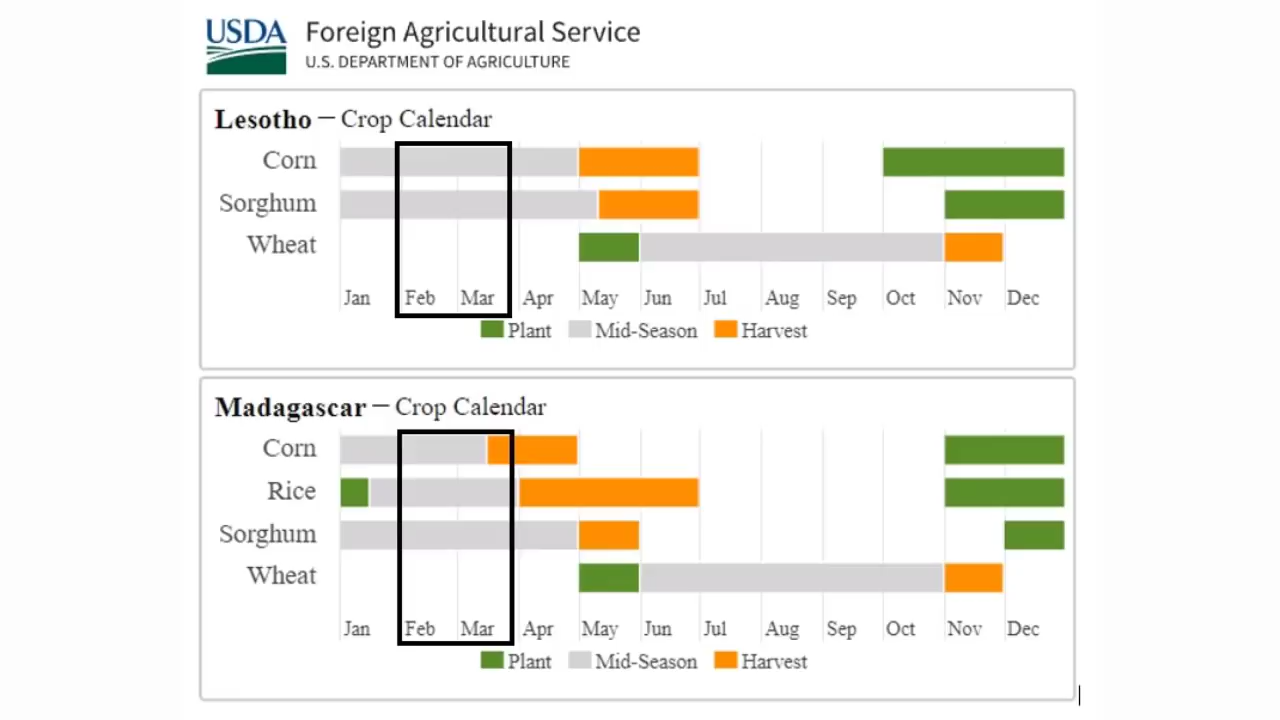 USDA
Foreign Agricultural Service
U.S. DEPARTMENT OF AGRICULTURE
Lesotho — Crop Calendar
Corn
Sorghum
Wheat
Jan Feb Mar Apr May Jun Jul Aug Sep Oct Nov Dec
Plant Mid-Season Harvest
Madagascar — Crop Calendar
Corn
Rice
Sorghum
Wheat
Jan Feb Mar Apr May Jun Jul Aug Sep Oct Nov Dec
Plant Mid-Season Harvest